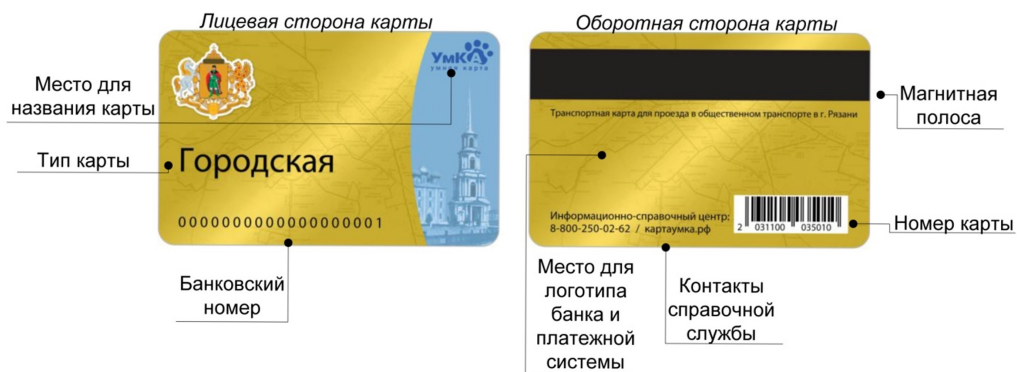 Лицевая сторона карты
Оборотная сторона карты
УмКА
умная карта
Место для
названия карты
Тип карты
Городская
0000000000000000001
Банковский
номер
Транспортная карта для проезда в общественном транспорте в г. Рязани
Магнитная
полоса
Информационно-справочный центр:
8-800-250-02-62 / картаумка.рф
2 031100 035010
Номер карты
Место для
логотипа
банка и
платежной
системы
Контакты
справочной
службы